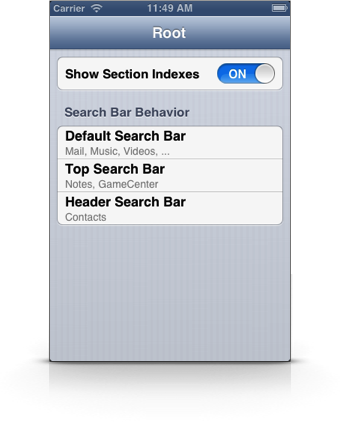 Carrier 11:49 AM
Root
Show Section Indexes ON
Search Bar Behavior
Default Search Bar
Mail, Music, Videos, ...
Top Search Bar
Notes, GameCenter
Header Search Bar
Contacts